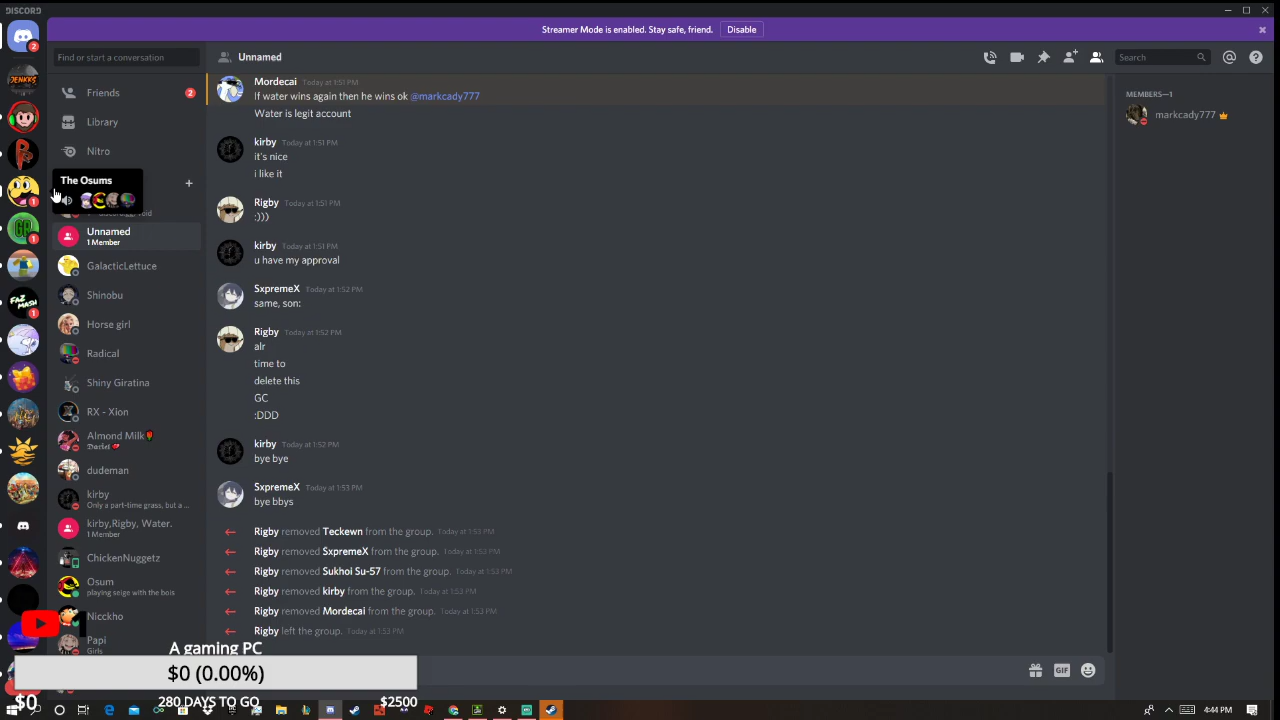 DISCORD
Streamer Mode is enabled. Stay safe, friend. Disable
Find or start a conversation
Unnamed
Search
Friends 2
Library
Nitro
The Osums
Unnamed
1 Member
GalacticLettuce
Shinobu
Horse girl
Radical
Shiny Giratina
RX - Xion
Almond Milk🌹
Daniel ❤
dudeman
kirby
Only a part-time grass, but a ...
kirby,Rigby, Water.
1 Member
ChickenNuggetz
Osum
playing seige with the bois
Nicckho
Papi
Girls
Mordecai Today at 1:51 PM
If water wins again then he wins ok @markcady777
Water is legit account
kirby Today at 1:51 PM
it's nice
i like it
Rigby Today at 1:51 PM
:)))
kirby Today at 1:51 PM
u have my approval
SxpremeX Today at 1:52 PM
same, son:
Rigby Today at 1:52 PM
alr
time to
delete this
GC
:DDD
kirby Today at 1:52 PM
bye bye
SxpremeX Today at 1:53 PM
bye bbys
Rigby removed Teckewn from the group. Today at 1:53 PM
Rigby removed SxpremeX from the group. Today at 1:53 PM
Rigby removed Sukhoi Su-57 from the group. Today at 1:53 PM
Rigby removed kirby from the group. Today at 1:53 PM
Rigby removed Mordecai from the group. Today at 1:53 PM
Rigby left the group. Today at 1:53 PM
GIF
MEMBERS—1
markcady777
2
JENKKS
1
GP
1
FAZ
MASH
1
A gaming PC
$0 (0.00%)
$0 280 DAYS TO GO $2500
4:44 PM